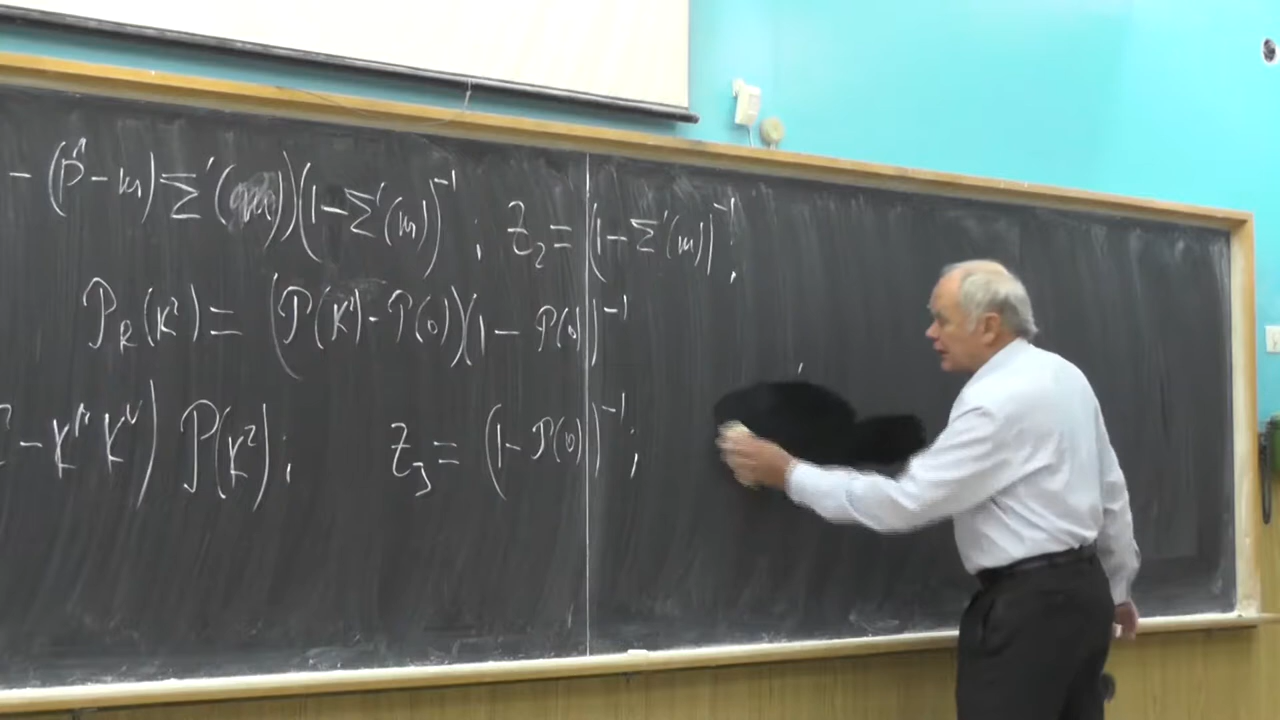 - (p̂ - m) Σ'( ))(1 - Σ'(m))⁻¹ ; Z₂ = (1 - Σ'(m))⁻¹ ;
𝒫_R(K²) = (𝒫(K²) - 𝒫(0))(1 - 𝒫(0))⁻¹
- K^μ K^ν) 𝒫(K²) ; Z₃ = (1 - 𝒫(0))⁻¹ ;